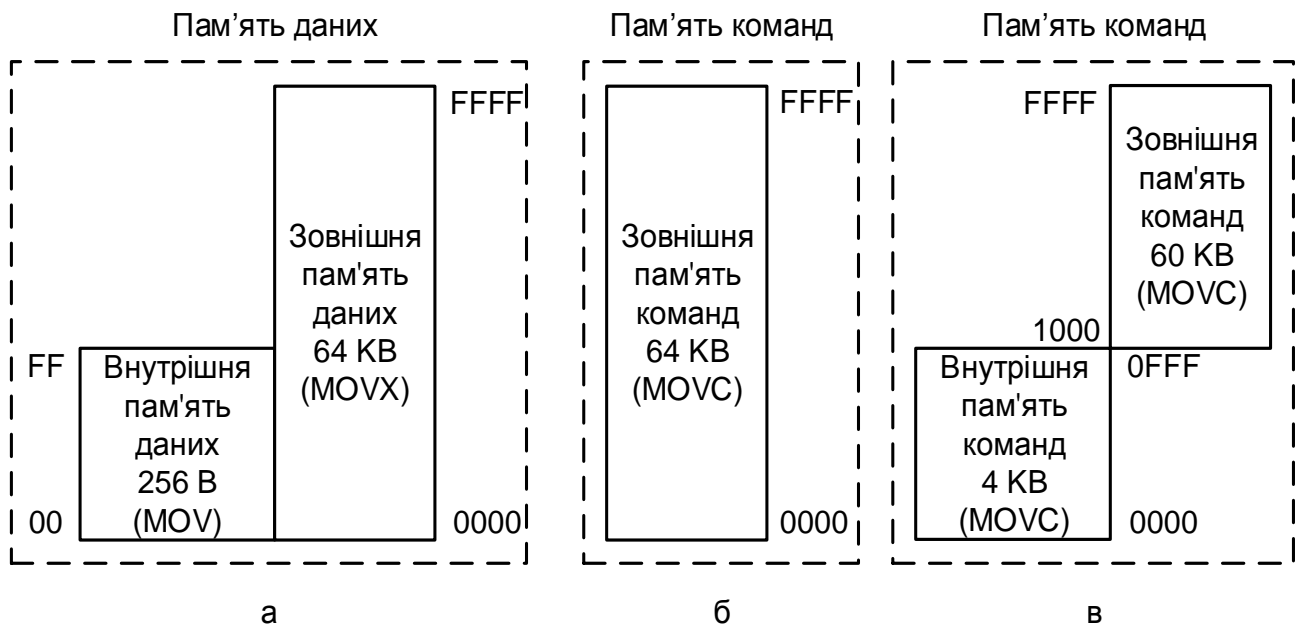 Пам’ять даних
FFFF
Зовнішня
пам'ять
даних
64 KB
(MOVX)
FF
Внутрішня
пам'ять
даних
256 B
(MOV)
00
0000
а
Пам’ять команд
FFFF
Зовнішня
пам'ять
команд
64 KB
(MOVC)
0000
б
Пам’ять команд
FFFF
Зовнішня
пам'ять
команд
60 KB
(MOVC)
1000
0FFF
Внутрішня
пам'ять
команд
4 KB
(MOVC)
0000
в